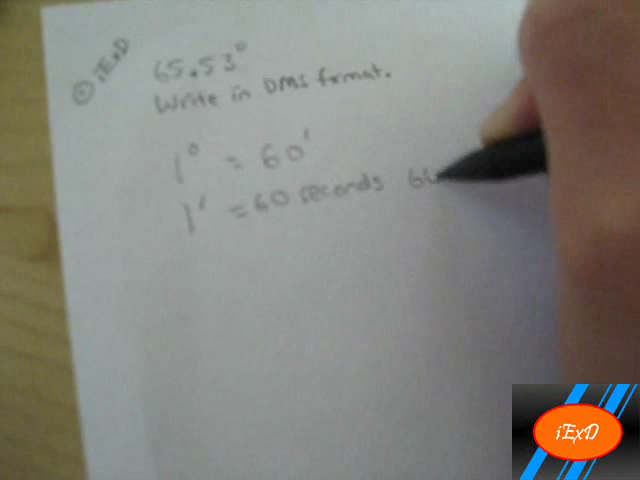 © iExD
65.53°
Write in DMS format.
1° = 60'
1' = 60 seconds
iExD